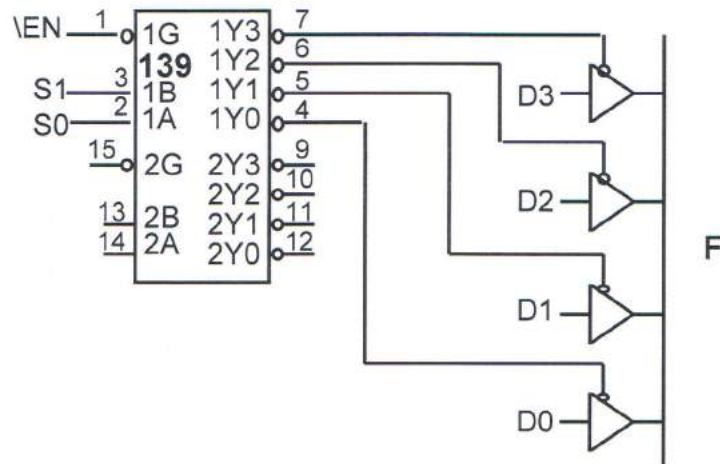 \EN 1 1G 1Y3 7
139 1Y2 6
S1 3 1B 1Y1 5
S0 2 1A 1Y0 4
15 2G 2Y3 9
2Y2 10
13 2B 2Y1 11
14 2A 2Y0 12
D3
D2
F
D1
D0